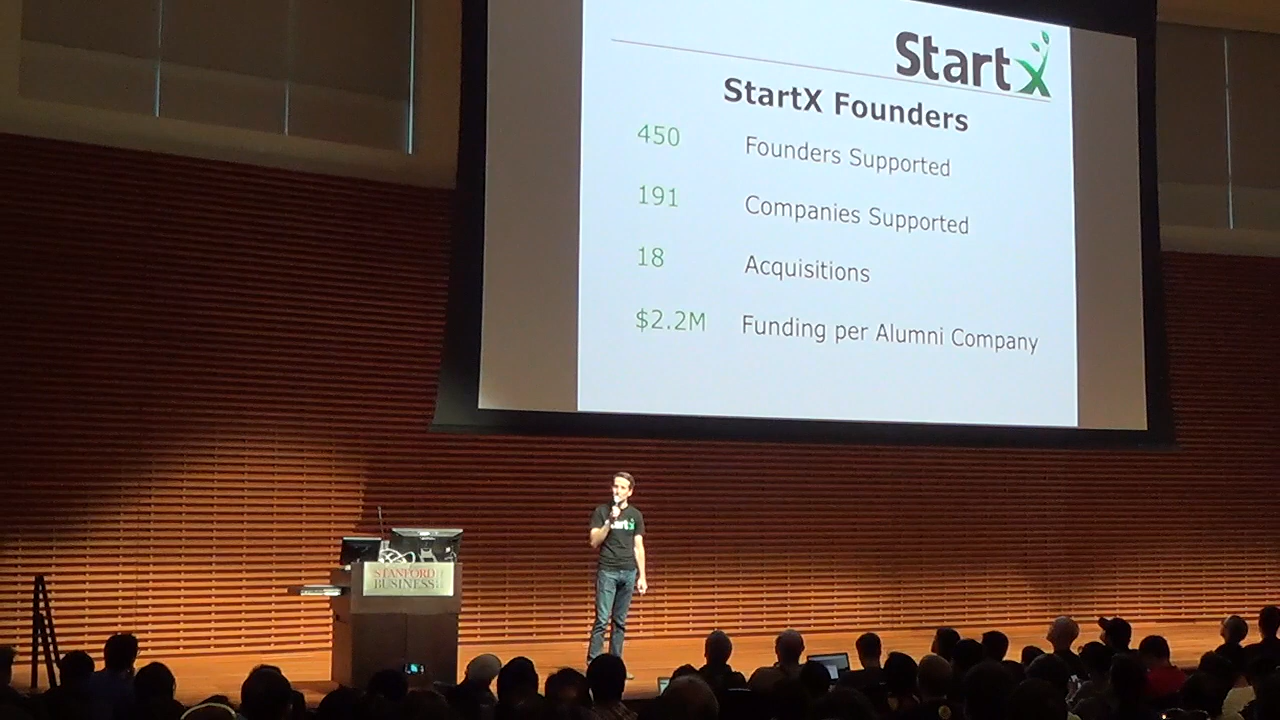 StartX
StartX Founders
450 Founders Supported
191 Companies Supported
18 Acquisitions
$2.2M Funding per Alumni Company
StartX
STANFORD
BUSINESS